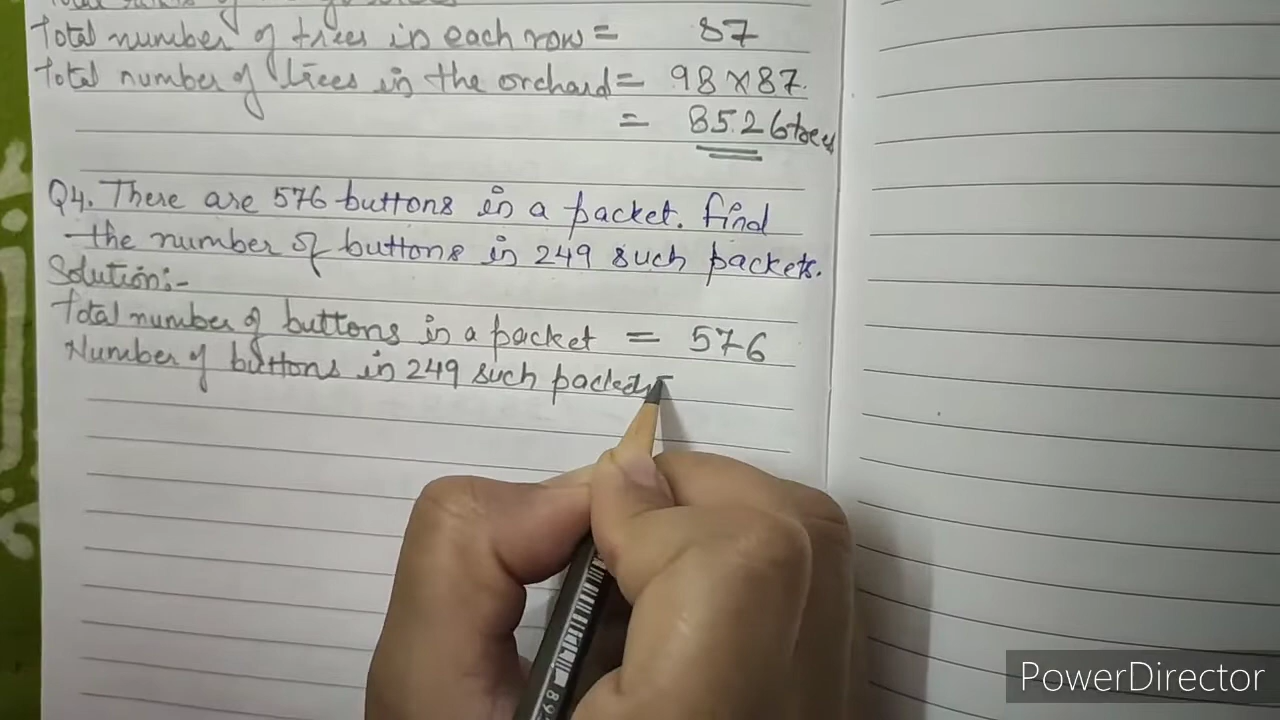 Total number of trees in each row = 87
Total number of trees in the orchard = 98 × 87
= 8526 trees
Q4. There are 576 buttons in a packet. Find
the number of buttons in 249 such packets.
Solution:-
Total number of buttons in a packet = 576
Number of buttons in 249 such packets
89
PowerDirector